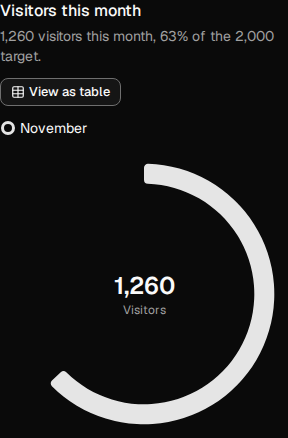 Visitors this month
1,260 visitors this month, 63% of the 2,000
target.
View as table
November
1,260
Visitors